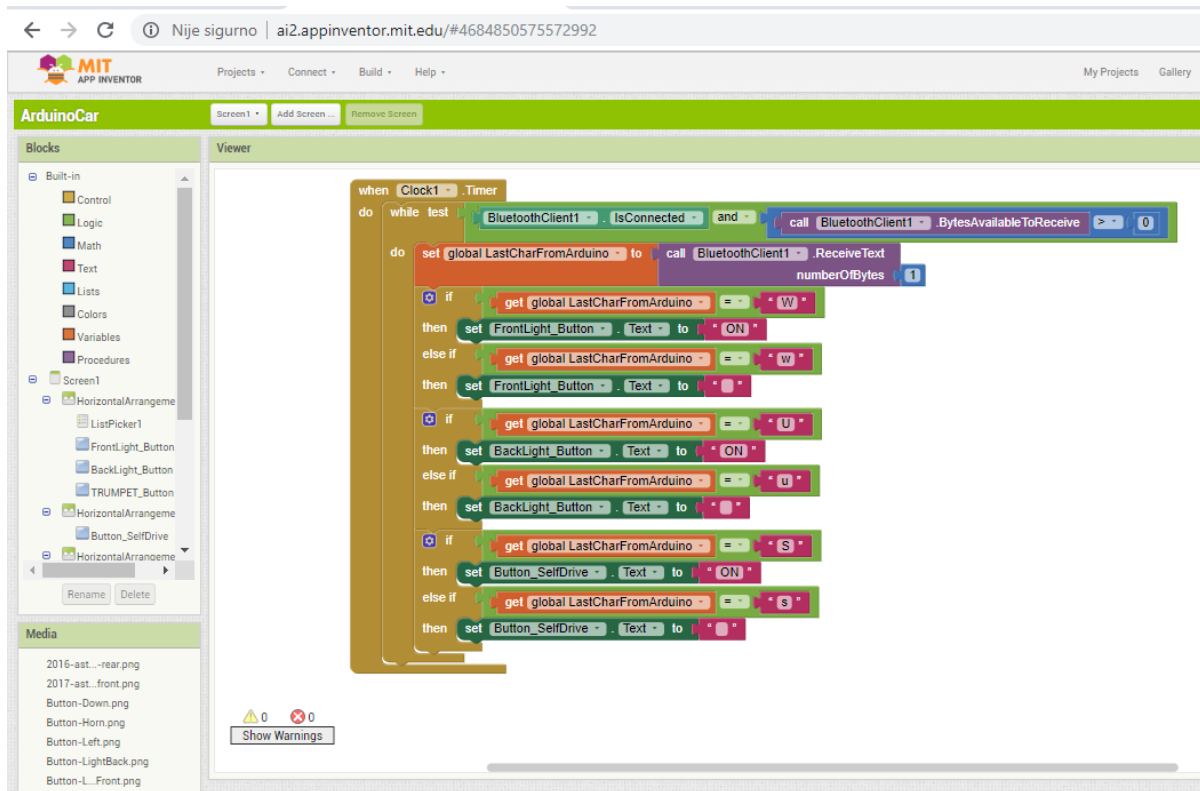 Nije sigurno | ai2.appinventor.mit.edu/#4684850575572992
MIT
APP INVENTOR
Projects Connect Build Help My Projects Gallery
ArduinoCar Screen1 Add Screen ... Remove Screen
Blocks
Built-in
Control
Logic
Math
Text
Lists
Colors
Variables
Procedures
Screen1
HorizontalArrangeme
ListPicker1
FrontLight_Button
BackLight_Button
TRUMPET_Button
HorizontalArrangeme
Button_SelfDrive
HorizontalArrangeme
Rename Delete
Media
2016-ast...-rear.png
2017-ast...front.png
Button-Down.png
Button-Horn.png
Button-Left.png
Button-LightBack.png
Button-L...Front.png
Viewer
when Clock1 .Timer
do while test BluetoothClient1 . IsConnected and call BluetoothClient1 .BytesAvailableToReceive > 0
do set global LastCharFromArduino to call BluetoothClient1 .ReceiveText
numberOfBytes 1
if get global LastCharFromArduino = " W "
then set FrontLight_Button . Text to " ON "
else if get global LastCharFromArduino = " w "
then set FrontLight_Button . Text to " "
if get global LastCharFromArduino = " U "
then set BackLight_Button . Text to " ON "
else if get global LastCharFromArduino = " u "
then set BackLight_Button . Text to " "
if get global LastCharFromArduino = " S "
then set Button_SelfDrive . Text to " ON "
else if get global LastCharFromArduino = " s "
then set Button_SelfDrive . Text to " "
0 0
Show Warnings